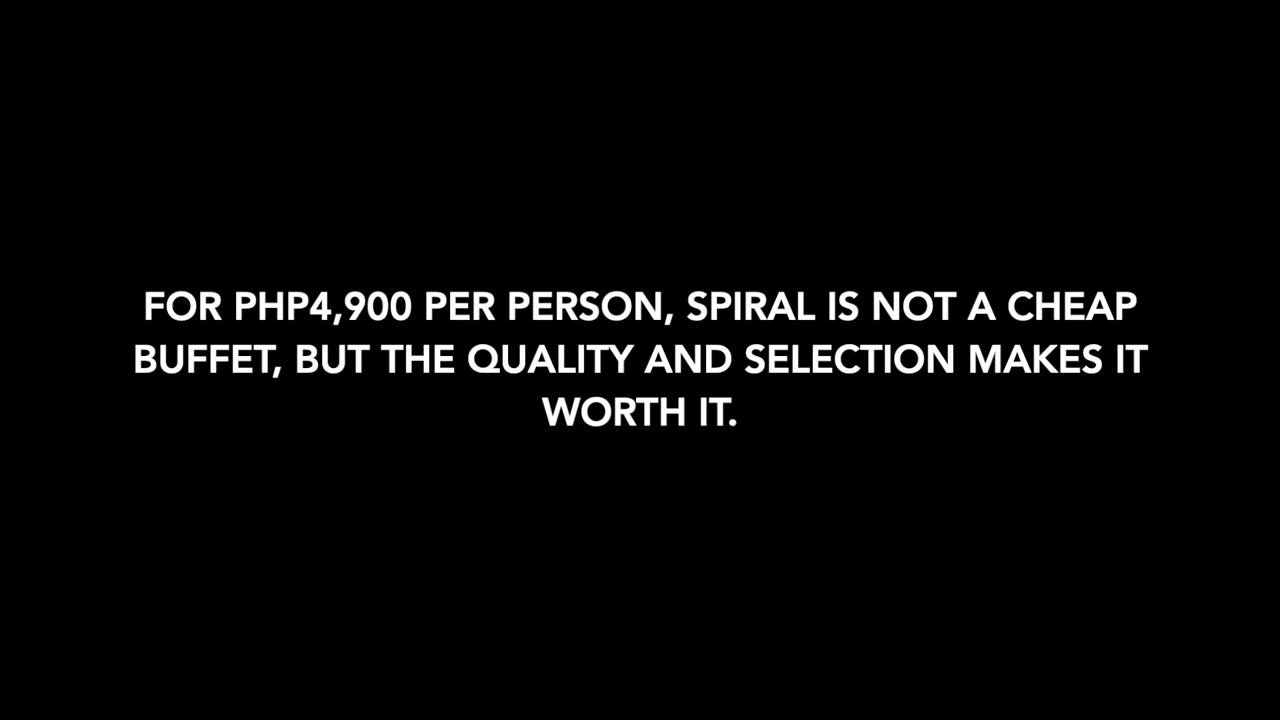 FOR PHP4,900 PER PERSON, SPIRAL IS NOT A CHEAP
BUFFET, BUT THE QUALITY AND SELECTION MAKES IT
WORTH IT.